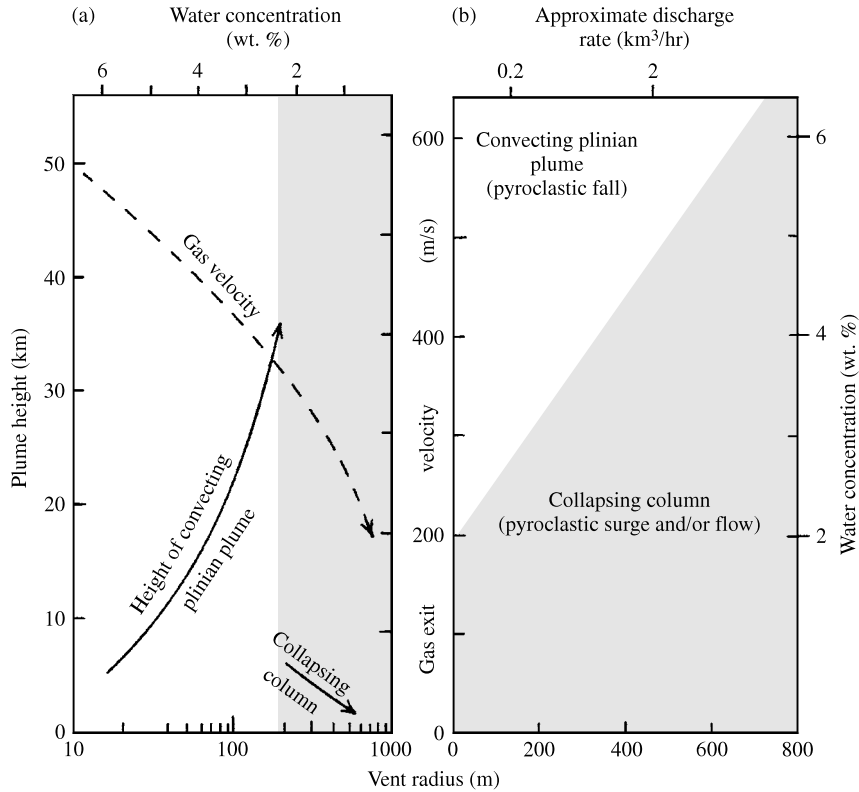 (a)
Water concentration
(wt. %)
6
4
2
50
40
30
20
10
0
Plume height (km)
Gas velocity
Height of convecting
plinian plume
Collapsing
column
10
100
1000
Vent radius (m)
(b)
Approximate discharge
rate (km³/hr)
0.2
2
600
400
200
0
Gas exit velocity (m/s)
Convecting plinian
plume
(pyroclastic fall)
Collapsing column
(pyroclastic surge and/or flow)
6
4
2
Water concentration (wt. %)
0
200
400
600
800